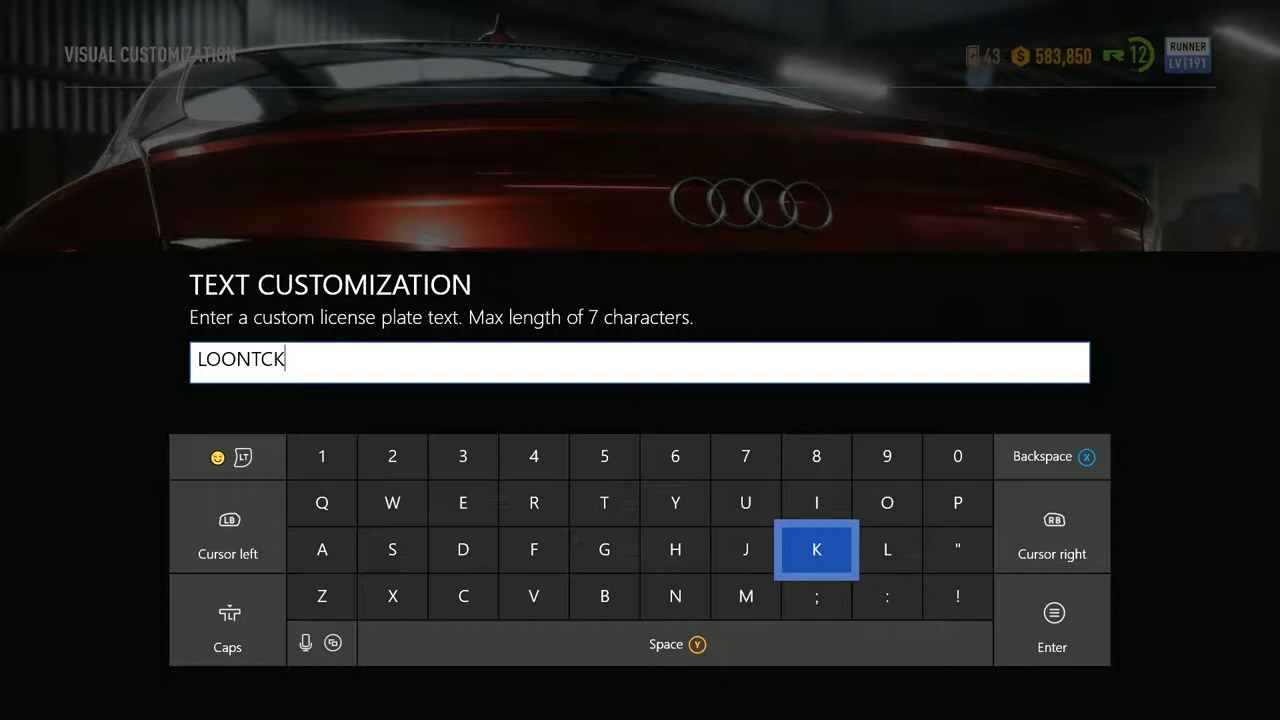 VISUAL CUSTOMIZATION
43 583,850 R 12 RUNNER LV|191
TEXT CUSTOMIZATION
Enter a custom license plate text. Max length of 7 characters.
LOONTCK
LT 1 2 3 4 5 6 7 8 9 0 Backspace X
LB Cursor left Q W E R T Y U I O P RB Cursor right
A S D F G H J K L "
LT Caps Z X C V B N M ; : ! Enter
Space Y